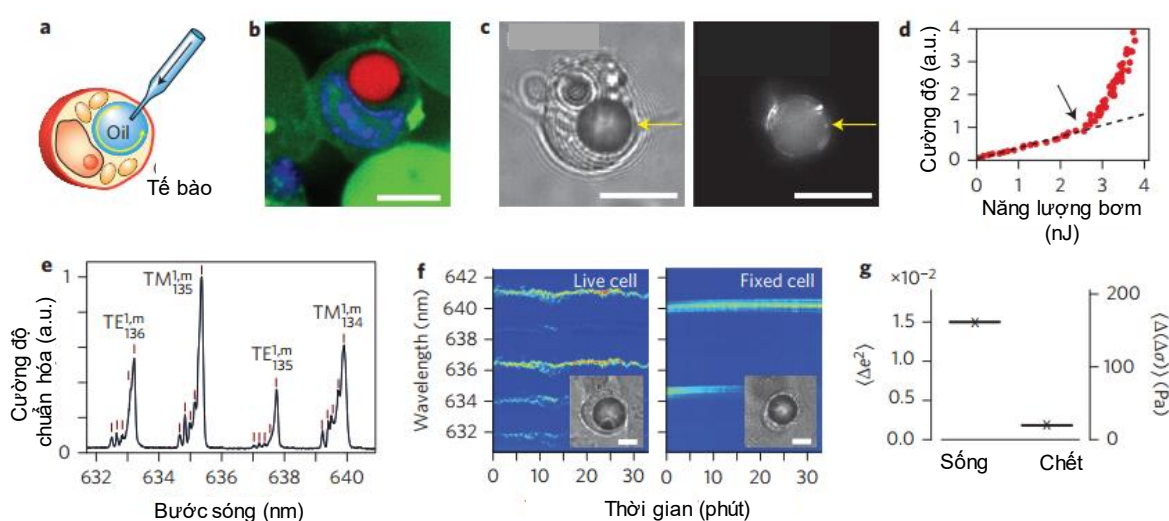 a
Oil
Tế bào
b
c
d
Cường độ (a.u.)
4
3
2
1
0
0 1 2 3 4
Năng lượng bơm
(nJ)
e
Cường độ
chuẩn hóa (a.u.)
1
0
TE 1,m 136
TM 1,m 135
TE 1,m 135
TM 1,m 134
632 634 636 638 640
Bước sóng (nm)
f
Wavelength (nm)
642
640
638
636
634
632
Live cell
Fixed cell
0 10 20 30
0 10 20 30
Thời gian (phút)
g
×10⁻²
⟨Δe²⟩
1.5
1.0
0.5
0.0
200
100
0
⟨Δ(Δσ)⟩ (Pa)
Sống
Chết